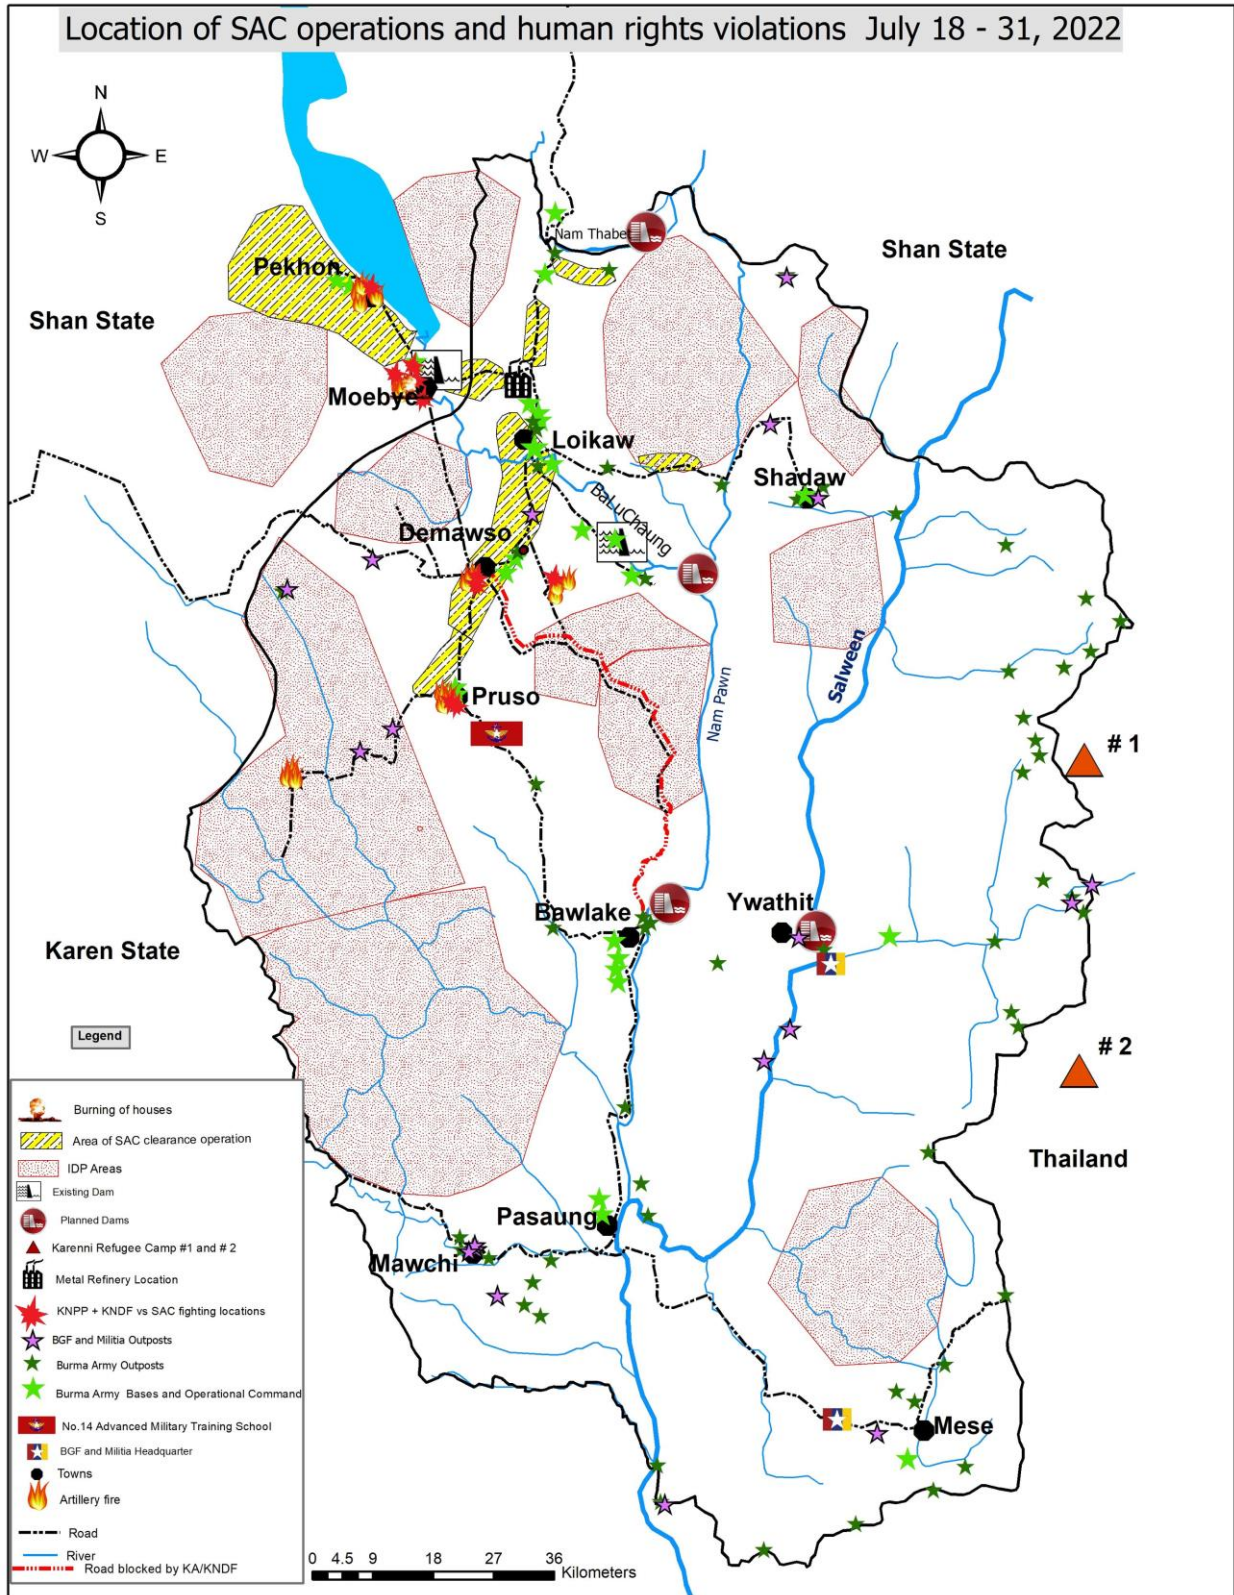 Location of SAC operations and human rights violations  July 18 - 31, 2022
N
W
E
S
Nam Thabet
Shan State
Pekhon
Shan State
Moebye
Loikaw
Shadaw
BaLuChaung
Demawso
Salween
Nam Pawn
Pruso
# 1
Ywathit
Bawlake
Karen State
Legend
# 2
Burning of houses
Area of SAC clearance operation
IDP Areas
Existing Dam
Planned Dams
Karenni Refugee Camp #1 and # 2
Metal Refinery Location
KNPP + KNDF vs SAC fighting locations
BGF and Militia Outposts
Burma Army Outposts
Burma Army  Bases and Operational Command
No.14 Advanced Military Training School
BGF and Militia Headquarter
Towns
Artillery fire
Road
River
Road blocked by KA/KNDF
Thailand
Pasaung
Mawchi
Mese
0 4.5 9 18 27 36
Kilometers